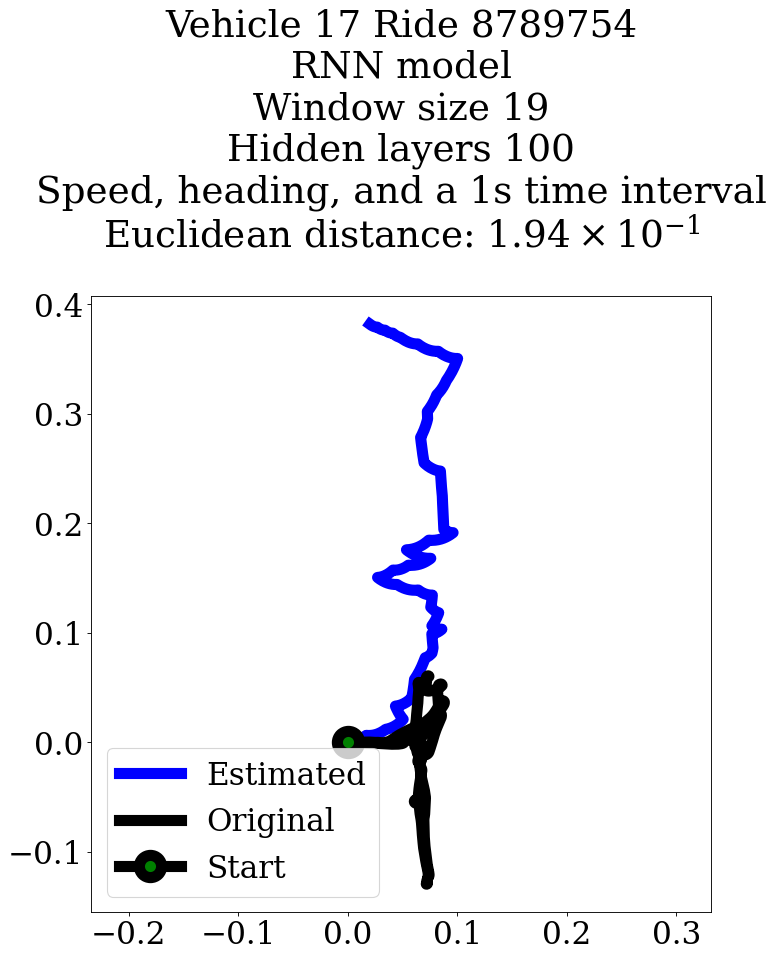 Vehicle 17 Ride 8789754
RNN model
Window size 19
Hidden layers 100
Speed, heading, and a 1s time interval
Euclidean distance: 1.94 × 10⁻¹
0.4
0.3
0.2
0.1
0.0
−0.1
Estimated
Original
Start
−0.2 −0.1 0.0 0.1 0.2 0.3